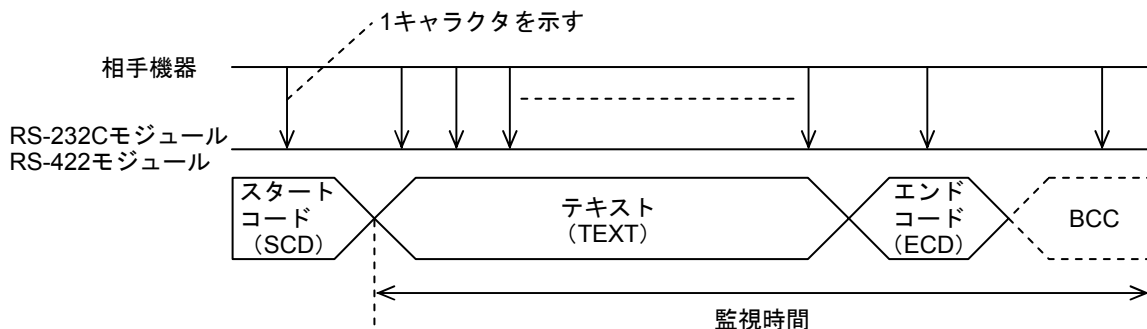 1キャラクタを示す
相手機器
RS-232Cモジュール
RS-422モジュール
スタート
コード
（SCD）
テキスト
（TEXT）
エンド
コード
（ECD）
BCC
監視時間